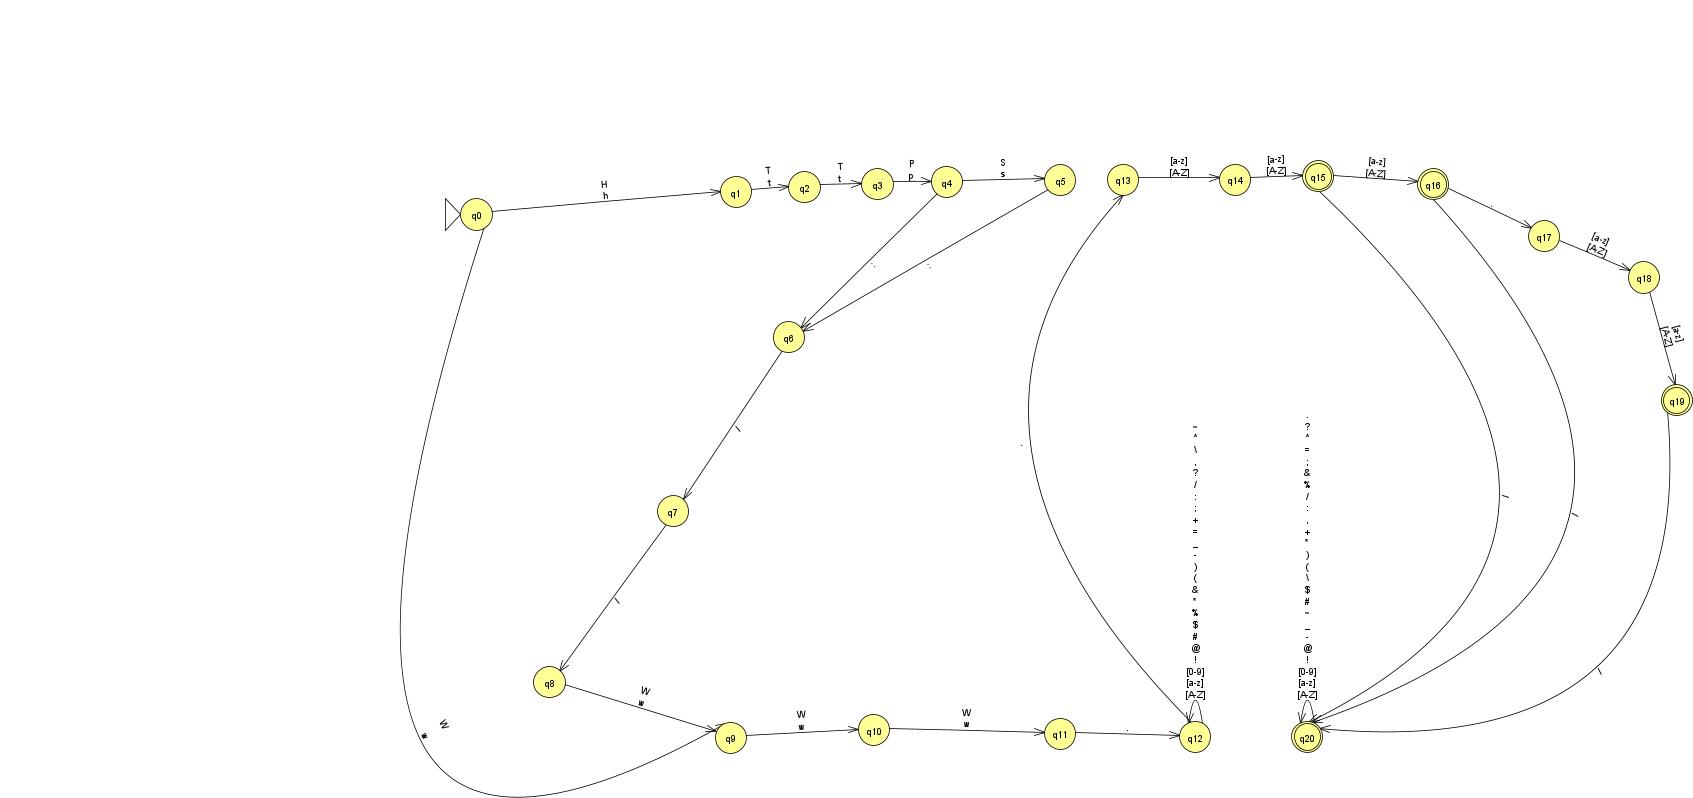 H
h
T
t
T
t
P
p
S
s
[a-z]
[A-Z]
[a-z]
[A-Z]
[a-z]
[A-Z]
q0
q1
q2
q3
q4
q5
q13
q14
q15
q16
.
q17
[a-z]
[A-Z]
q18
:
:
q6
[a-z]
[A-Z]
q19
/
q7
.
~
^
\
,
?
/
:
;
+
=
_
-
)
(
&
*
%
$
#
@
!
[0-9]
[a-z]
[A-Z]
.
?
^
=
;
&
%
/
:
,
+
*
)
(
\
$
#
~
_
-
@
!
[0-9]
[a-z]
[A-Z]
/
/
/
/
q8
W
w
W
w
q9
W
w
q10
W
w
q11
.
q12
q20